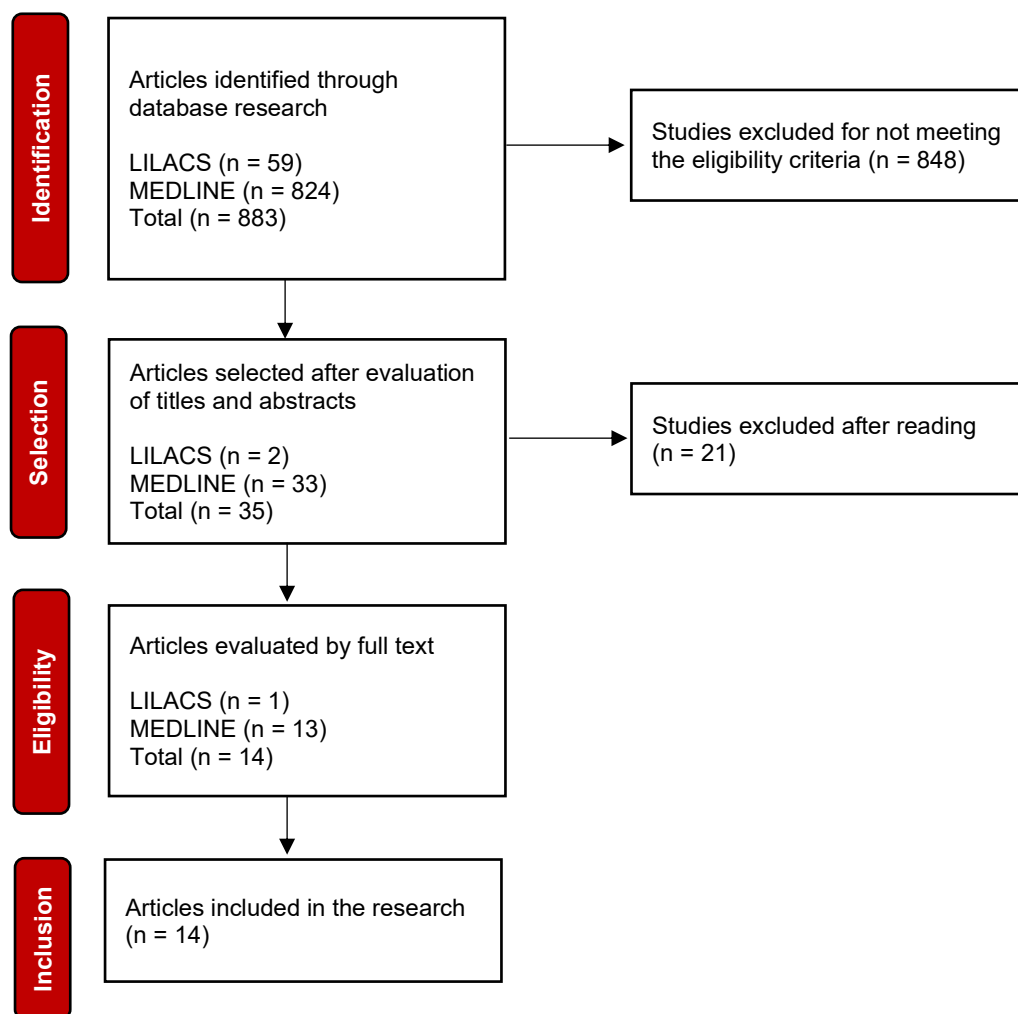 Identification
Articles identified through
database research
LILACS (n = 59)
MEDLINE (n = 824)
Total (n = 883)
Studies excluded for not meeting
the eligibility criteria (n = 848)
Selection
Articles selected after evaluation
of titles and abstracts
LILACS (n = 2)
MEDLINE (n = 33)
Total (n = 35)
Studies excluded after reading
(n = 21)
Eligibility
Articles evaluated by full text
LILACS (n = 1)
MEDLINE (n = 13)
Total (n = 14)
Inclusion
Articles included in the research
(n = 14)